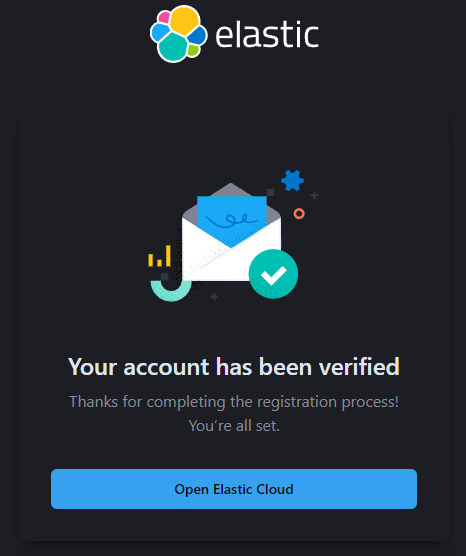 elastic
Your account has been verified
Thanks for completing the registration process!
You’re all set.
Open Elastic Cloud